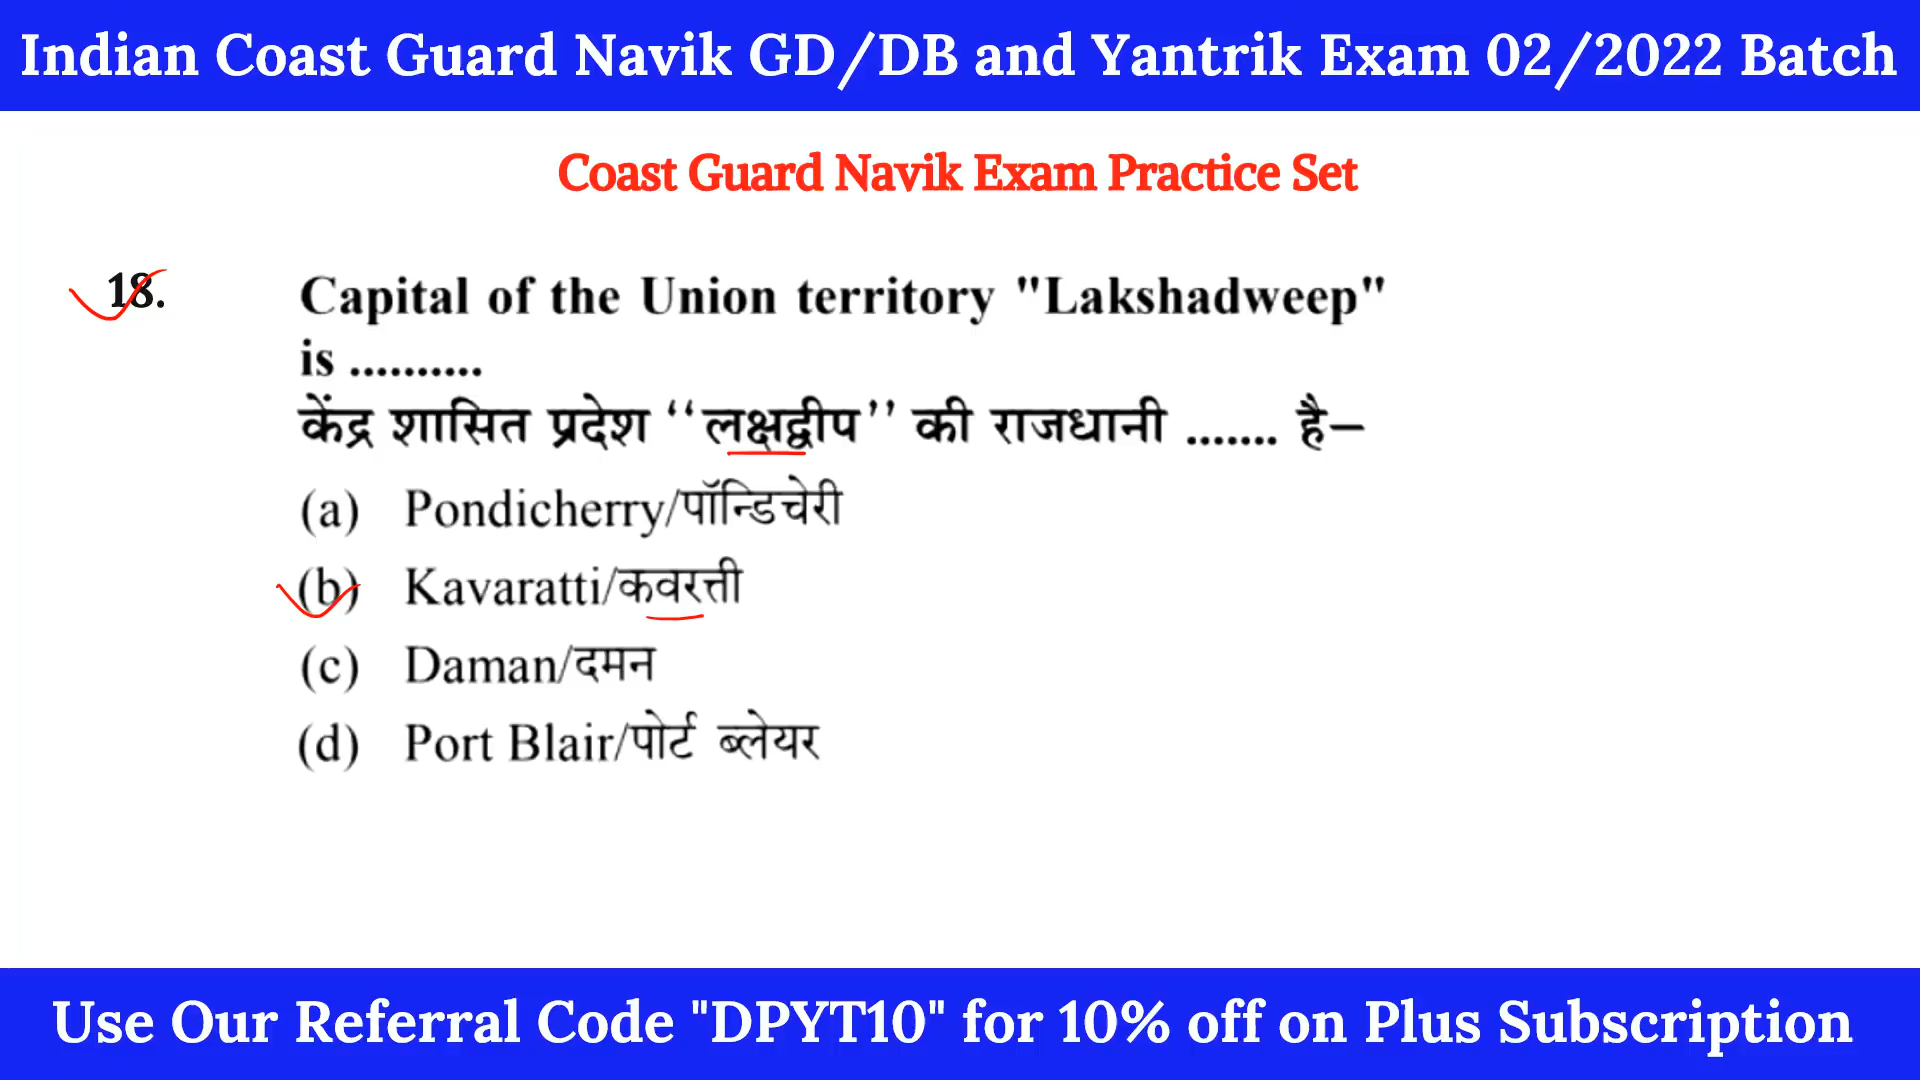 Indian Coast Guard Navik GD/DB and Yantrik Exam 02/2022 Batch
Coast Guard Navik Exam Practice Set
18. Capital of the Union territory "Lakshadweep"
is ..........
केंद्र शासित प्रदेश ‘‘लक्षद्वीप’’ की राजधानी ....... है–
(a) Pondicherry/पॉन्डिचेरी
(b) Kavaratti/कवरत्ती
(c) Daman/दमन
(d) Port Blair/पोर्ट ब्लेयर
Use Our Referral Code "DPYT10" for 10% off on Plus Subscription